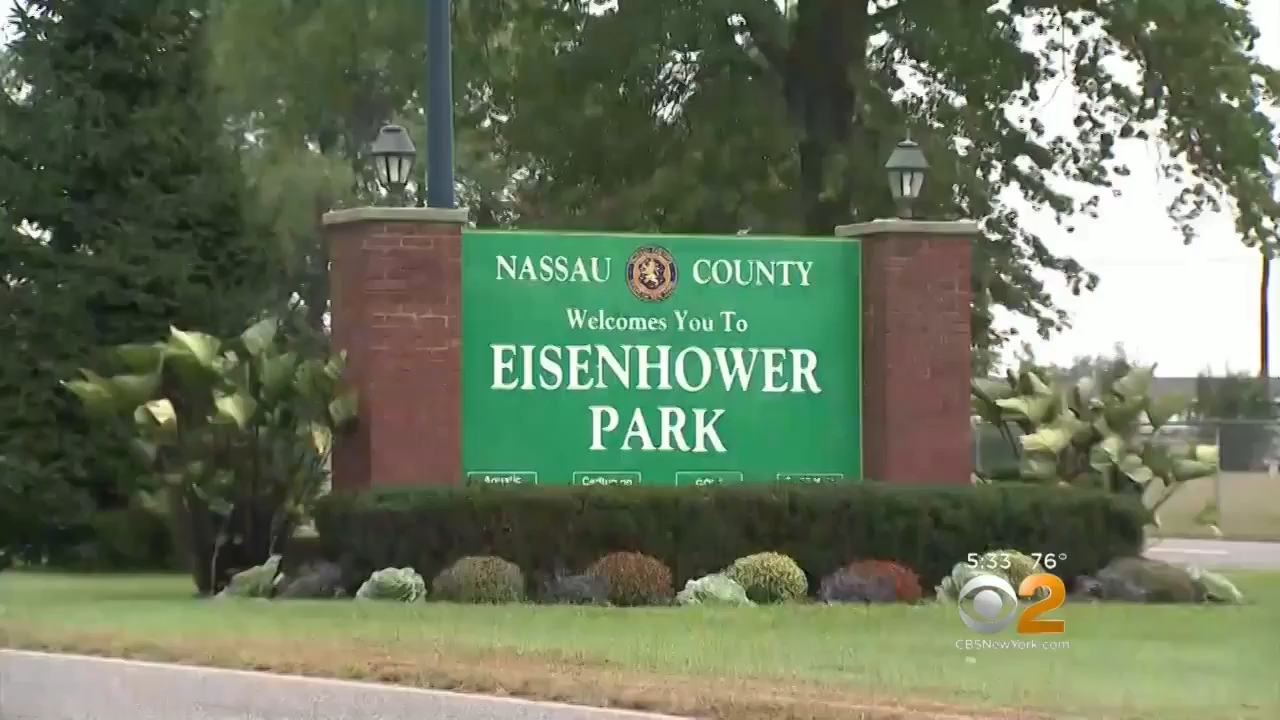 NASSAU COUNTY
Welcomes You To
EISENHOWER
PARK
5:33 76°
2
CBSNewYork.com